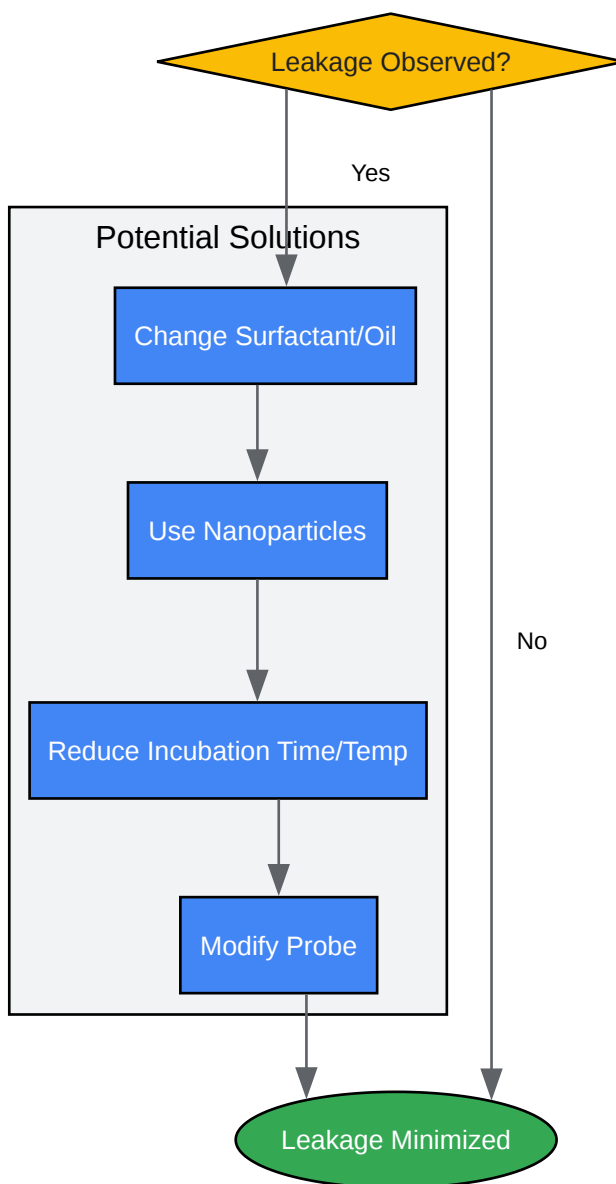 Leakage Observed?
Yes
Potential Solutions
Change Surfactant/Oil
Use Nanoparticles
No
Reduce Incubation Time/Temp
Modify Probe
Leakage Minimized